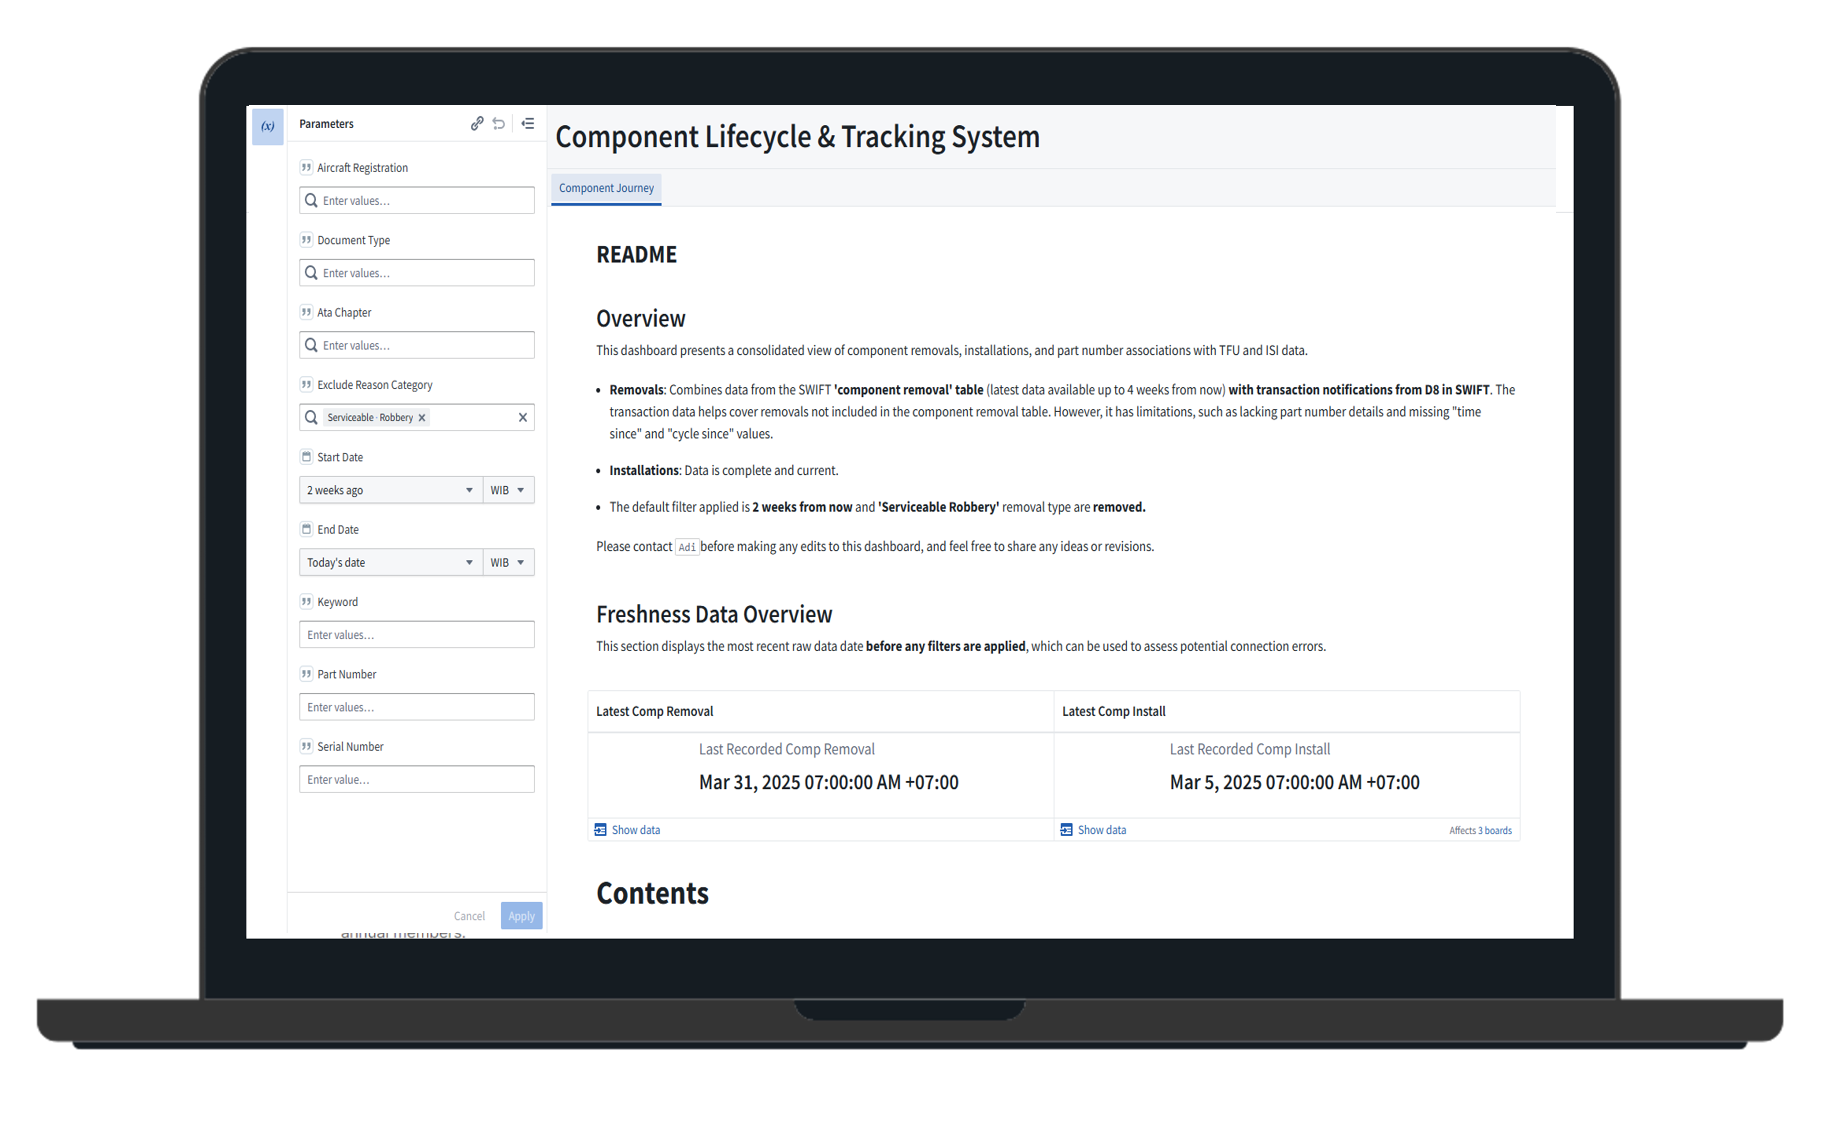 (x)
Parameters
Aircraft Registration
Enter values...
Document Type
Enter values...
Ata Chapter
Enter values...
Exclude Reason Category
Serviceable · Robbery
Start Date
2 weeks ago WIB
End Date
Today's date WIB
Keyword
Enter values...
Part Number
Enter values...
Serial Number
Enter value...
Cancel Apply
annual members.
Component Lifecycle & Tracking System
Component Journey
README
Overview
This dashboard presents a consolidated view of component removals, installations, and part number associations with TFU and ISI data.
• Removals: Combines data from the SWIFT 'component removal' table (latest data available up to 4 weeks from now) with transaction notifications from D8 in SWIFT. The
transaction data helps cover removals not included in the component removal table. However, it has limitations, such as lacking part number details and missing "time
since" and "cycle since" values.
• Installations: Data is complete and current.
• The default filter applied is 2 weeks from now and 'Serviceable Robbery' removal type are removed.
Please contact Adi before making any edits to this dashboard, and feel free to share any ideas or revisions.
Freshness Data Overview
This section displays the most recent raw data date before any filters are applied, which can be used to assess potential connection errors.
Latest Comp Removal
Last Recorded Comp Removal
Mar 31, 2025 07:00:00 AM +07:00
Show data
Latest Comp Install
Last Recorded Comp Install
Mar 5, 2025 07:00:00 AM +07:00
Show data Affects 3 boards
Contents